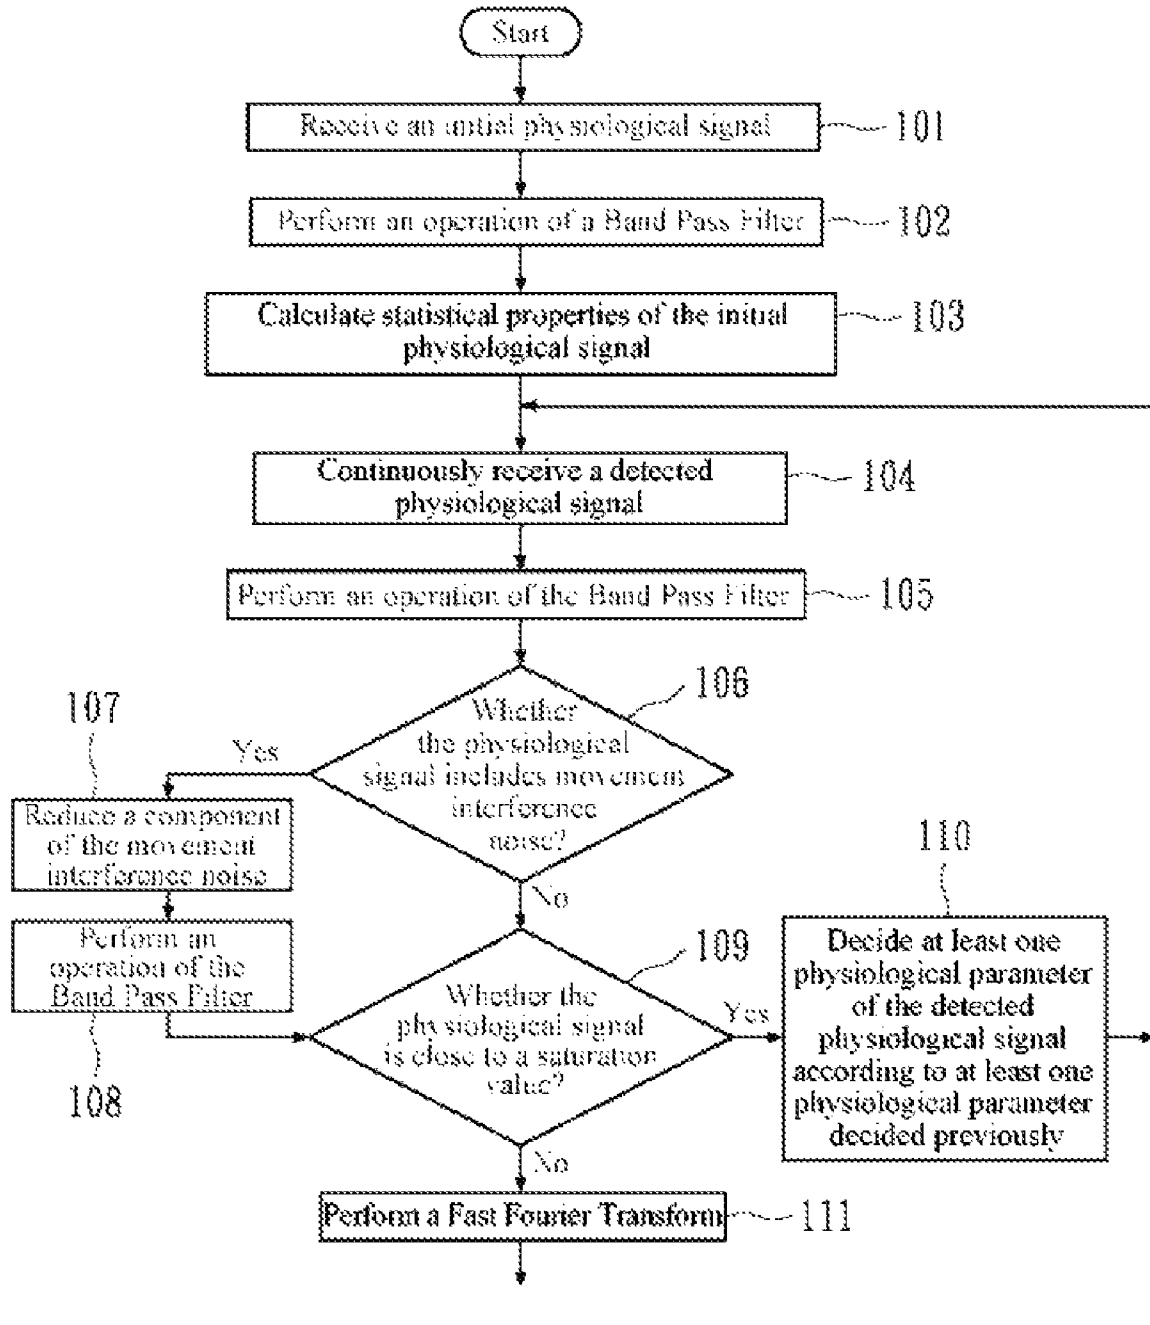 Start
Receive an initial physiological signal
101
Perform an operation of a Band Pass Filter
102
Calculate statistical properties of the initial
physiological signal
103
Continuously receive a detected
physiological signal
104
Perform an operation of the Band Pass Filter
105
106
Whether
the physiological
signal includes movement
interference
noise?
Yes
No
107
Reduce a component
of the movement
interference noise
Perform an
operation of the
Band Pass Filter
108
109
Whether the
physiological signal
is close to a saturation
value?
Yes
No
110
Decide at least one
physiological parameter
of the detected
physiological signal
according to at least one
physiological parameter
decided previously
Perform a Fast Fourier Transform
111